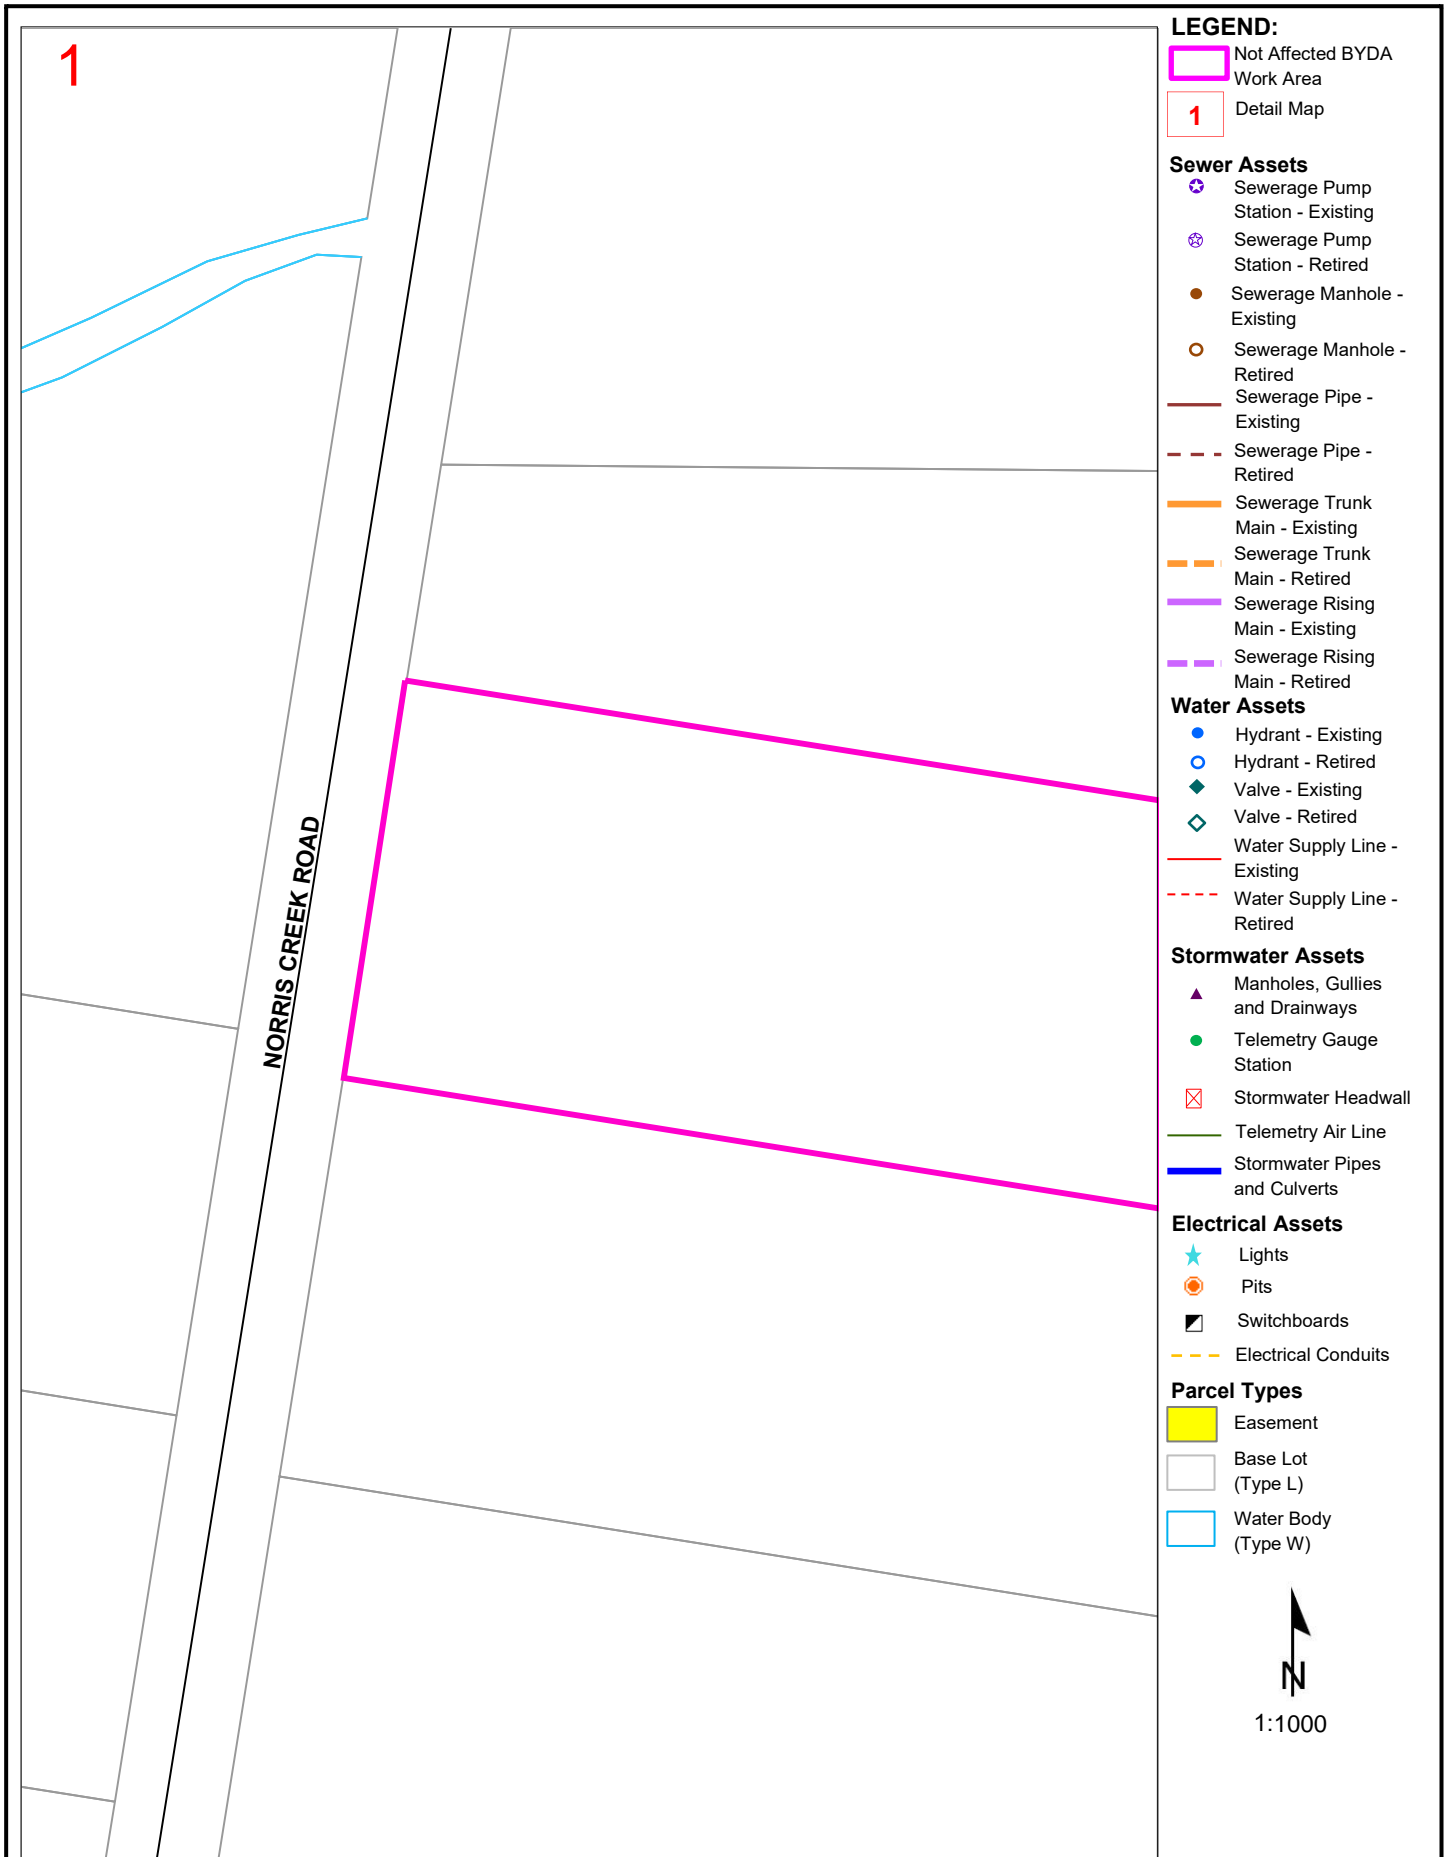 1
NORRIS CREEK ROAD
LEGEND:
Not Affected BYDA
Work Area
1
Detail Map
Sewer Assets
Sewerage Pump
Station - Existing
Sewerage Pump
Station - Retired
Sewerage Manhole -
Existing
Sewerage Manhole -
Retired
Sewerage Pipe -
Existing
Sewerage Pipe -
Retired
Sewerage Trunk
Main - Existing
Sewerage Trunk
Main - Retired
Sewerage Rising
Main - Existing
Sewerage Rising
Main - Retired
Water Assets
Hydrant - Existing
Hydrant - Retired
Valve - Existing
Valve - Retired
Water Supply Line -
Existing
Water Supply Line -
Retired
Stormwater Assets
Manholes, Gullies
and Drainways
Telemetry Gauge
Station
Stormwater Headwall
Telemetry Air Line
Stormwater Pipes
and Culverts
Electrical Assets
Lights
Pits
Switchboards
Electrical Conduits
Parcel Types
Easement
Base Lot
(Type L)
Water Body
(Type W)
N
1:1000